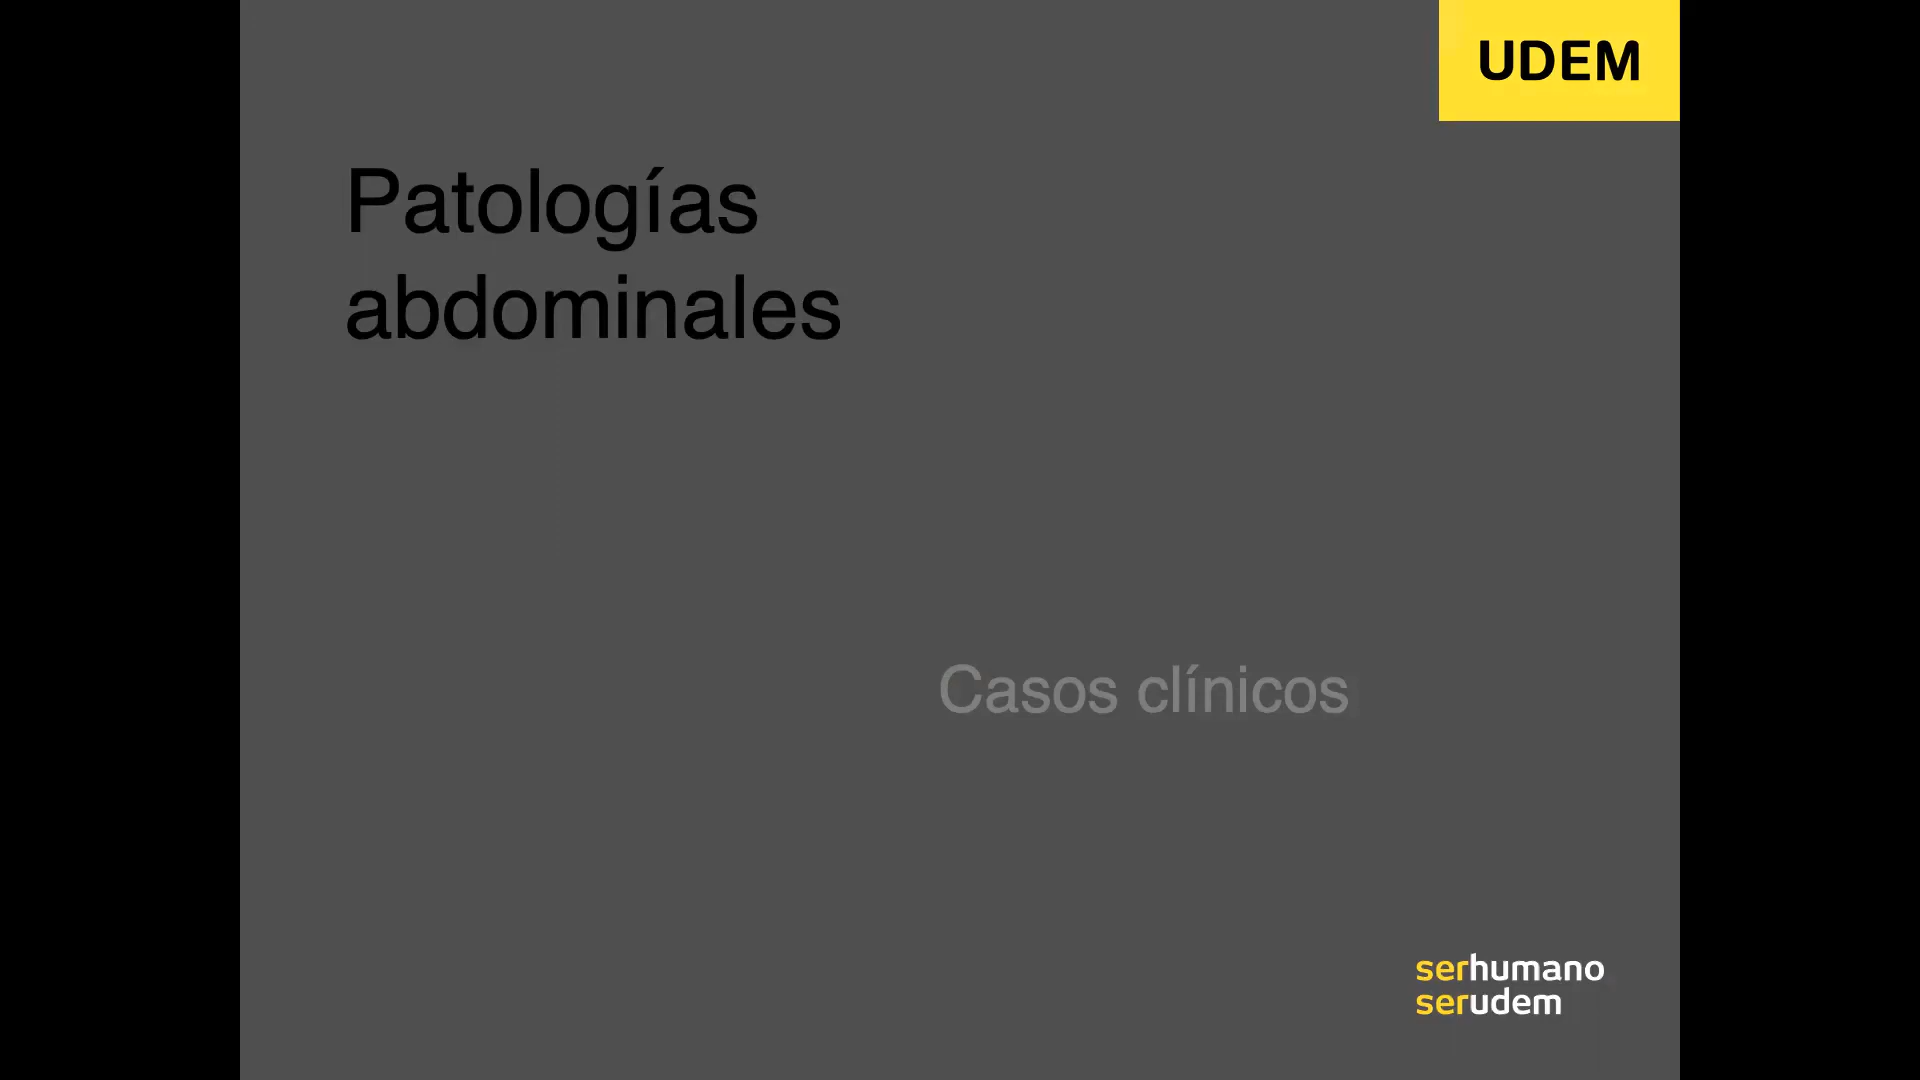 UDEM
Patologías
abdominales
Casos clínicos
serhumano
serudem